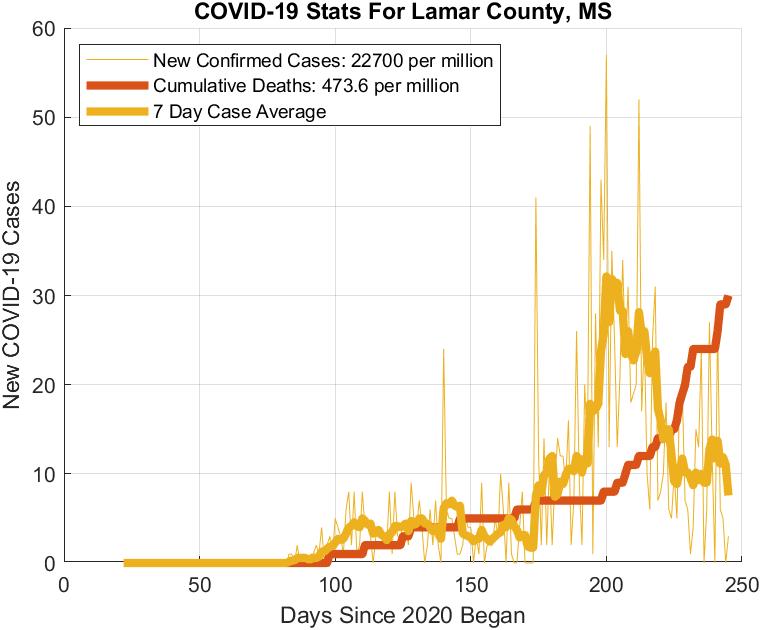 COVID-19 Stats For Lamar County, MS
New Confirmed Cases: 22700 per million
Cumulative Deaths: 473.6 per million
7 Day Case Average
New COVID-19 Cases
60
50
40
30
20
10
0
0 50 100 150 200 250
Days Since 2020 Began